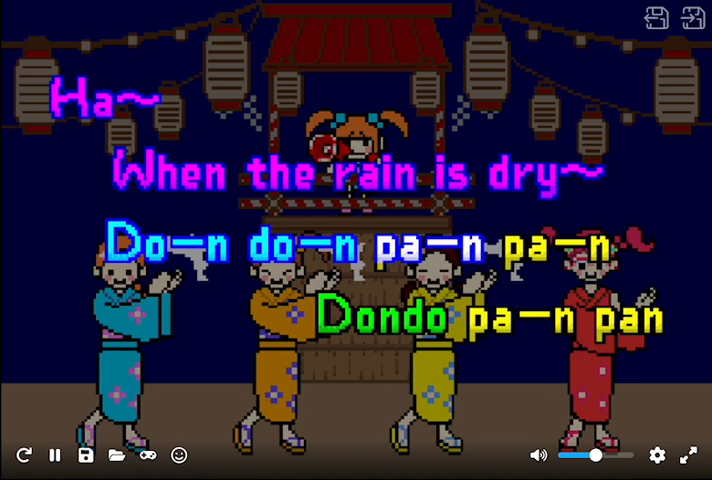 Ha～
When the rain is dry～
Do—n do—n pa—n pa—n
Dondo pa—n pan